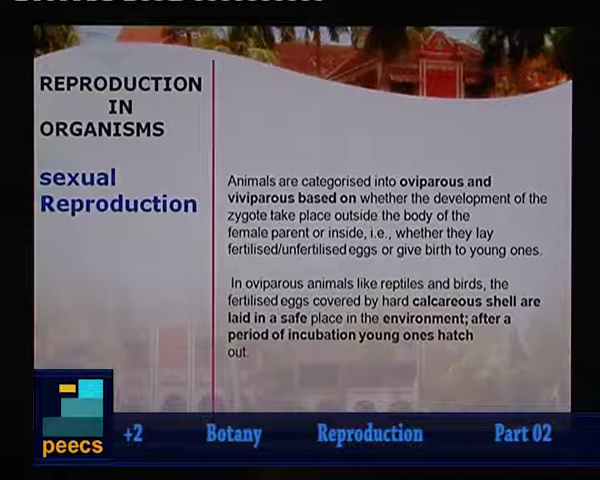 REPRODUCTION
IN
ORGANISMS
sexual
Reproduction
Animals are categorised into oviparous and
viviparous based on whether the development of the
zygote take place outside the body of the
female parent or inside, i.e., whether they lay
fertilised/unfertilised eggs or give birth to young ones.
In oviparous animals like reptiles and birds, the
fertilised eggs covered by hard calcareous shell are
laid in a safe place in the environment; after a
period of incubation young ones hatch
out.
peecs
+2 Botany Reproduction Part 02